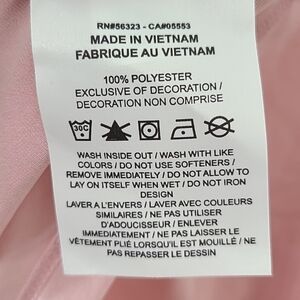 RN#56323 - CA#05553
MADE IN VIETNAM
FABRIQUE AU VIETNAM
100% POLYESTER
EXCLUSIVE OF DECORATION /
DECORATION NON COMPRISE
30C
WASH INSIDE OUT / WASH WITH LIKE
COLORS / DO NOT USE SOFTENERS /
REMOVE IMMEDIATELY / DO NOT ALLOW TO
LAY ON ITSELF WHEN WET / DO NOT IRON
DESIGN
LAVER A L'ENVERS / LAVER AVEC COULEURS
SIMILAIRES / NE PAS UTILISER
D'ADOUCISSEUR / ENLEVER
IMMEDIATEMENT / NE PAS LAISSER LE
VÊTEMENT PLIÉ LORSQU'IL EST MOUILLÉ / NE
PAS REPASSER LE DESSIN